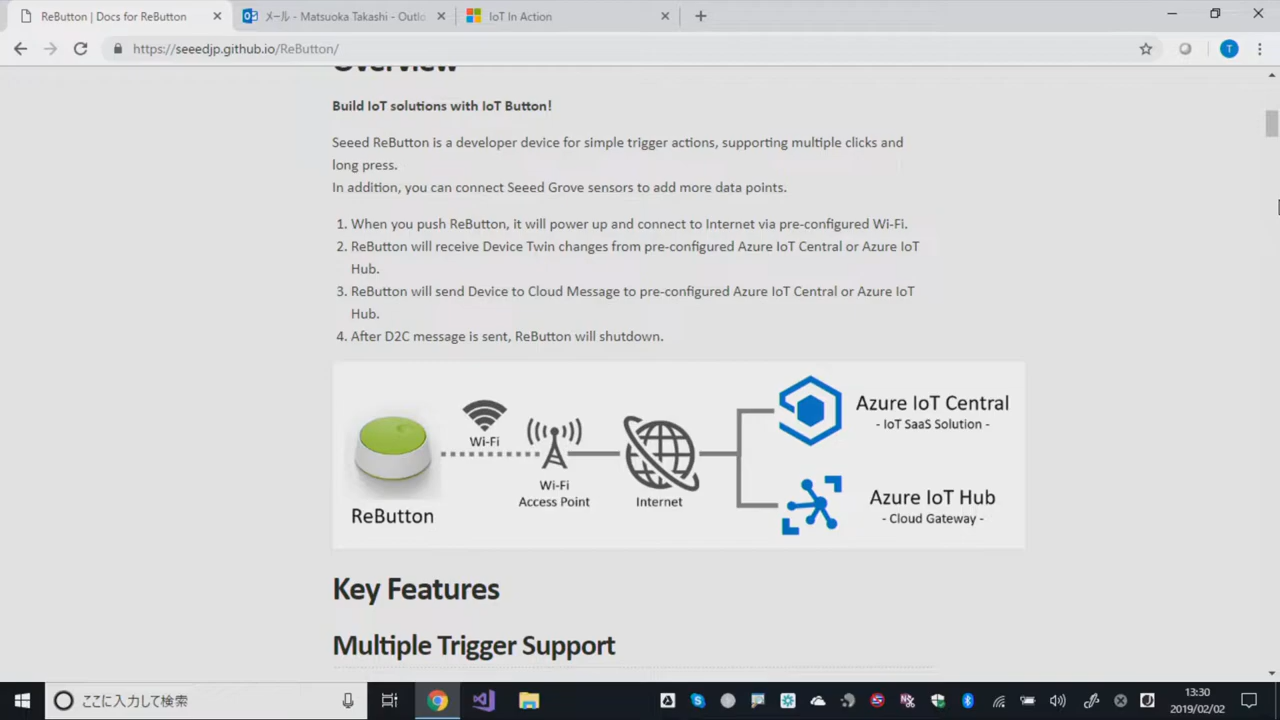 ReButton | Docs for ReButton
メール - Matsuoka Takashi - Outlo
IoT In Action
https://seeedjp.github.io/ReButton/
T
Overview
Build IoT solutions with IoT Button!
Seeed ReButton is a developer device for simple trigger actions, supporting multiple clicks and
long press.
In addition, you can connect Seeed Grove sensors to add more data points.
1. When you push ReButton, it will power up and connect to Internet via pre-configured Wi-Fi.
2. ReButton will receive Device Twin changes from pre-configured Azure IoT Central or Azure IoT
Hub.
3. ReButton will send Device to Cloud Message to pre-configured Azure IoT Central or Azure IoT
Hub.
4. After D2C message is sent, ReButton will shutdown.
Azure IoT Central
- IoT SaaS Solution -
Wi-Fi
Wi-Fi
Access Point
Internet
ReButton
Azure IoT Hub
- Cloud Gateway -
Key Features
Multiple Trigger Support
ここに入力して検索
13:30
2019/02/02